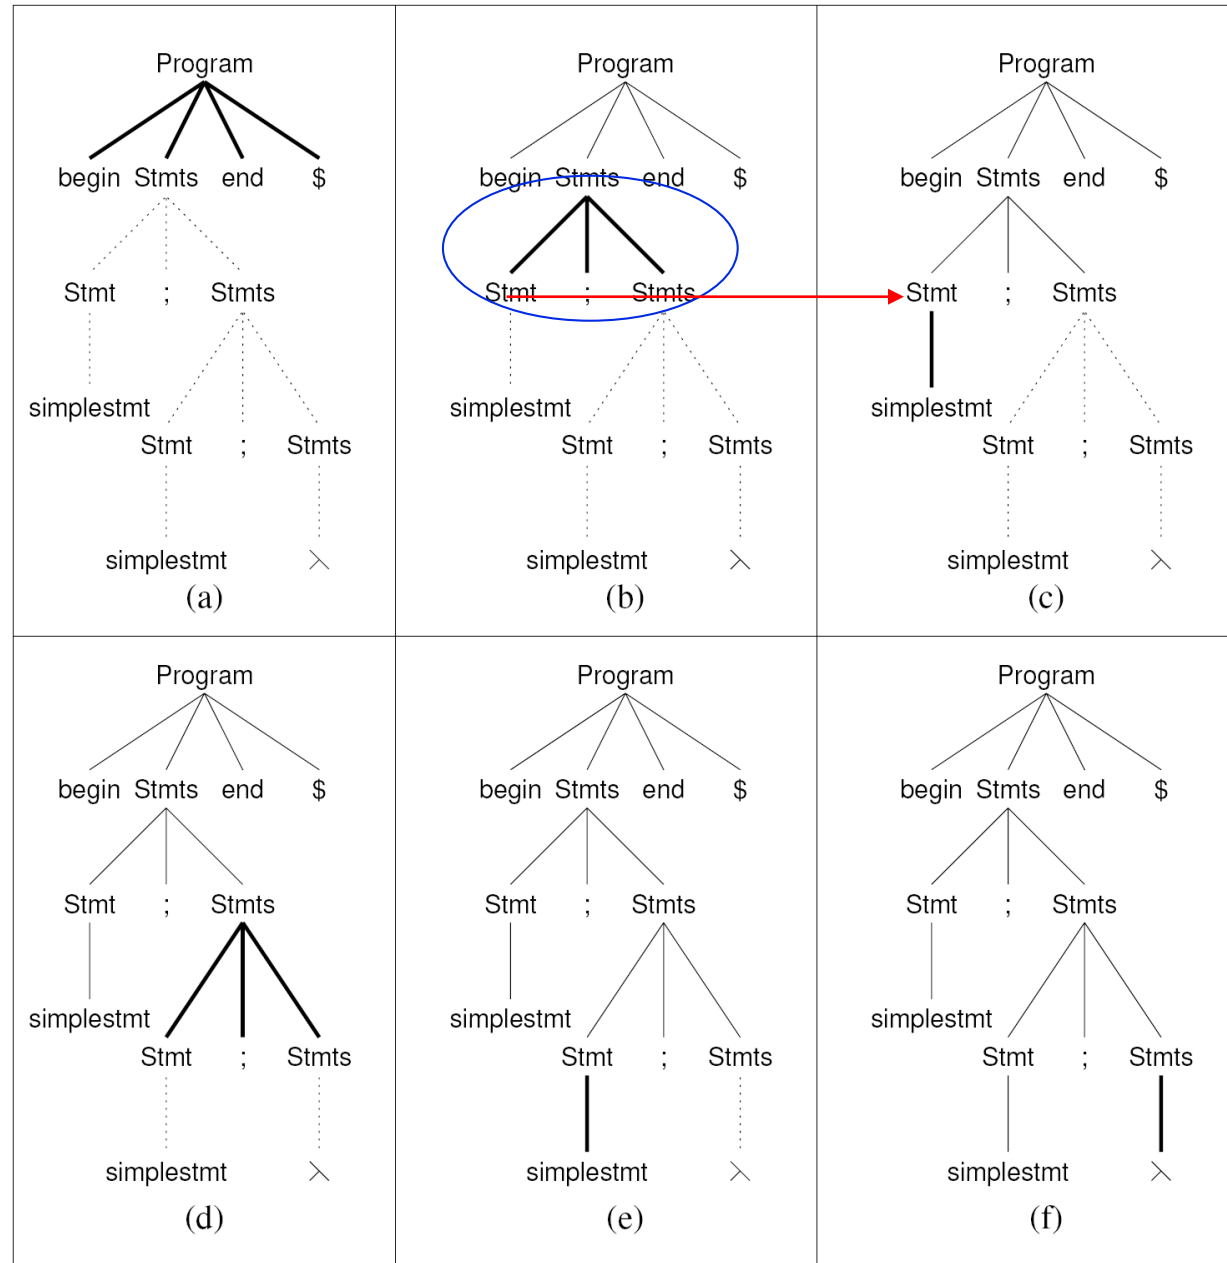 Program
begin Stmts end $
Stmt ; Stmts
simplestmt
Stmt ; Stmts
simplestmt λ
(a)
Program
begin Stmts end $
Stmt ; Stmts
simplestmt
Stmt ; Stmts
simplestmt λ
(b)
Program
begin Stmts end $
Stmt ; Stmts
simplestmt
Stmt ; Stmts
simplestmt λ
(c)
Program
begin Stmts end $
Stmt ; Stmts
simplestmt
Stmt ; Stmts
simplestmt λ
(d)
Program
begin Stmts end $
Stmt ; Stmts
simplestmt
Stmt ; Stmts
simplestmt λ
(e)
Program
begin Stmts end $
Stmt ; Stmts
simplestmt
Stmt ; Stmts
simplestmt λ
(f)